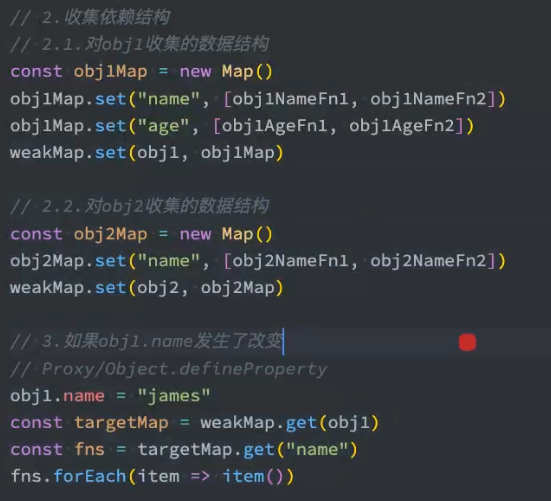 // 2.收集依赖结构
// 2.1.对obj1收集的数据结构
const obj1Map = new Map()
obj1Map.set("name", [obj1NameFn1, obj1NameFn2])
obj1Map.set("age", [obj1AgeFn1, obj1AgeFn2])
weakMap.set(obj1, obj1Map)
// 2.2.对obj2收集的数据结构
const obj2Map = new Map()
obj2Map.set("name", [obj2NameFn1, obj2NameFn2])
weakMap.set(obj2, obj2Map)
// 3.如果obj1.name发生了改变
// Proxy/Object.defineProperty
obj1.name = "james"
const targetMap = weakMap.get(obj1)
const fns = targetMap.get("name")
fns.forEach(item => item())